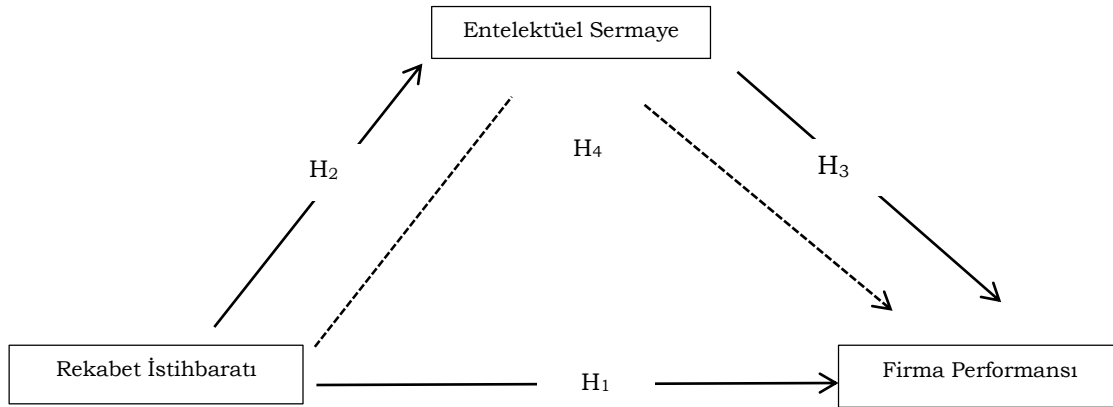 Entelektüel Sermaye
H4
H2
H3
Rekabet İstihbaratı
H1
Firma Performansı